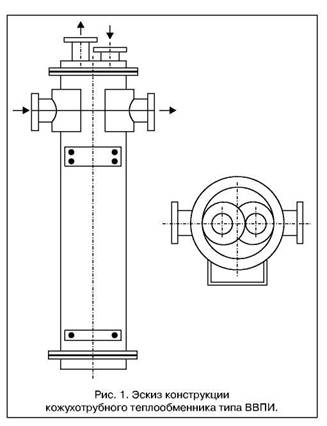 Рис. 1. Эскиз конструкции
кожухотрубного теплообменника типа ВВПИ.